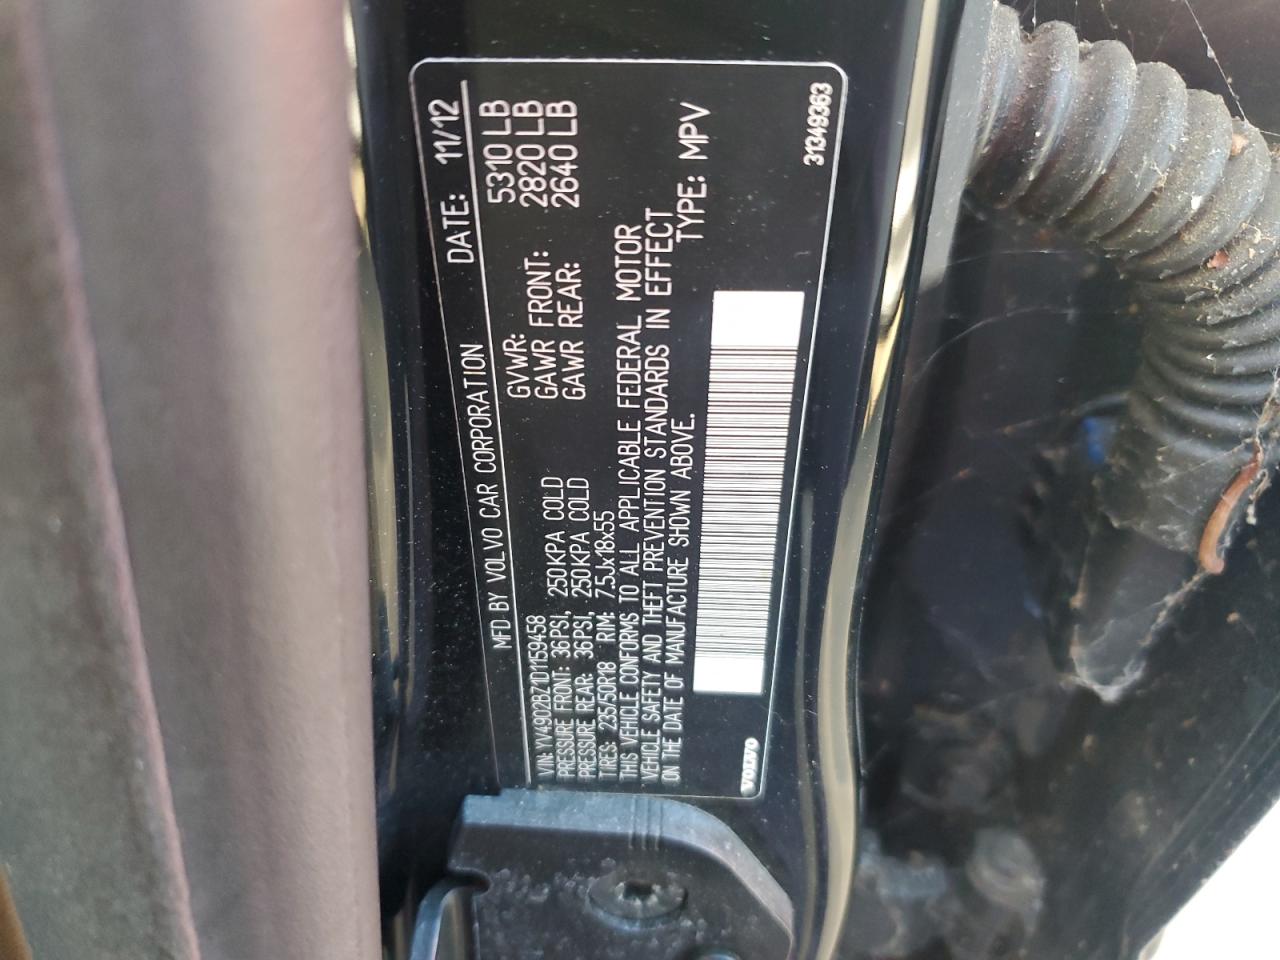 MFD BY VOLVO CAR CORPORATION DATE: 11/12
GVWR: 5310 LB
GAWR FRONT: 2820 LB
GAWR REAR: 2640 LB
VIN: YV4902BZ1D1159458
PRESSURE FRONT: 36PSI, 250KPA COLD
PRESSURE REAR: 36PSI, 250KPA COLD
TIRES: 235/50R18 RIM: 7.5Jx18x55
THIS VEHICLE CONFORMS TO ALL APPLICABLE FEDERAL MOTOR
VEHICLE SAFETY AND THEFT PREVENTION STANDARDS IN EFFECT
ON THE DATE OF MANUFACTURE SHOWN ABOVE.
TYPE: MPV
VOLVO
31349363